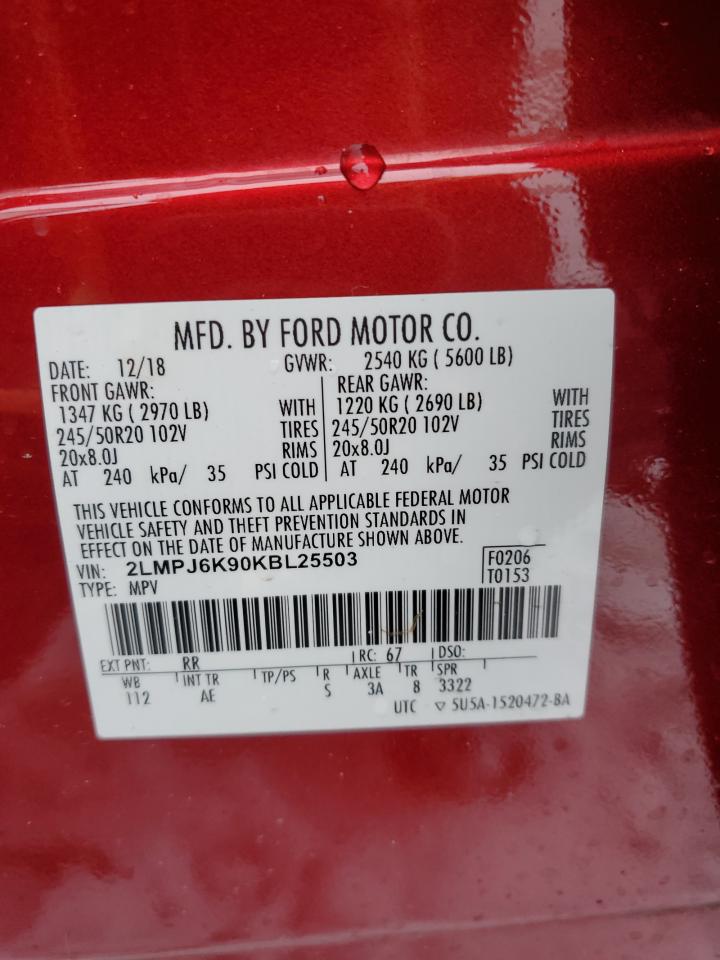 MFD. BY FORD MOTOR CO.
DATE: 12/18 GVWR: 2540 KG ( 5600 LB)
FRONT GAWR: REAR GAWR:
1347 KG ( 2970 LB) WITH 1220 KG ( 2690 LB) WITH
245/50R20 102V TIRES 245/50R20 102V TIRES
20x8.0J RIMS 20x8.0J RIMS
AT 240 kPa/ 35 PSI COLD AT 240 kPa/ 35 PSI COLD
THIS VEHICLE CONFORMS TO ALL APPLICABLE FEDERAL MOTOR
VEHICLE SAFETY AND THEFT PREVENTION STANDARDS IN
EFFECT ON THE DATE OF MANUFACTURE SHOWN ABOVE.
VIN: 2LMPJ6K90KBL25503 F0206
TYPE: MPV T0153
EXT PNT: RR RC: 67 DSO:
WB INT TR TP/PS R AXLE TR SPR
112 AE S 3A 8 3322
UTC ▽ 5U5A-1520472-BA